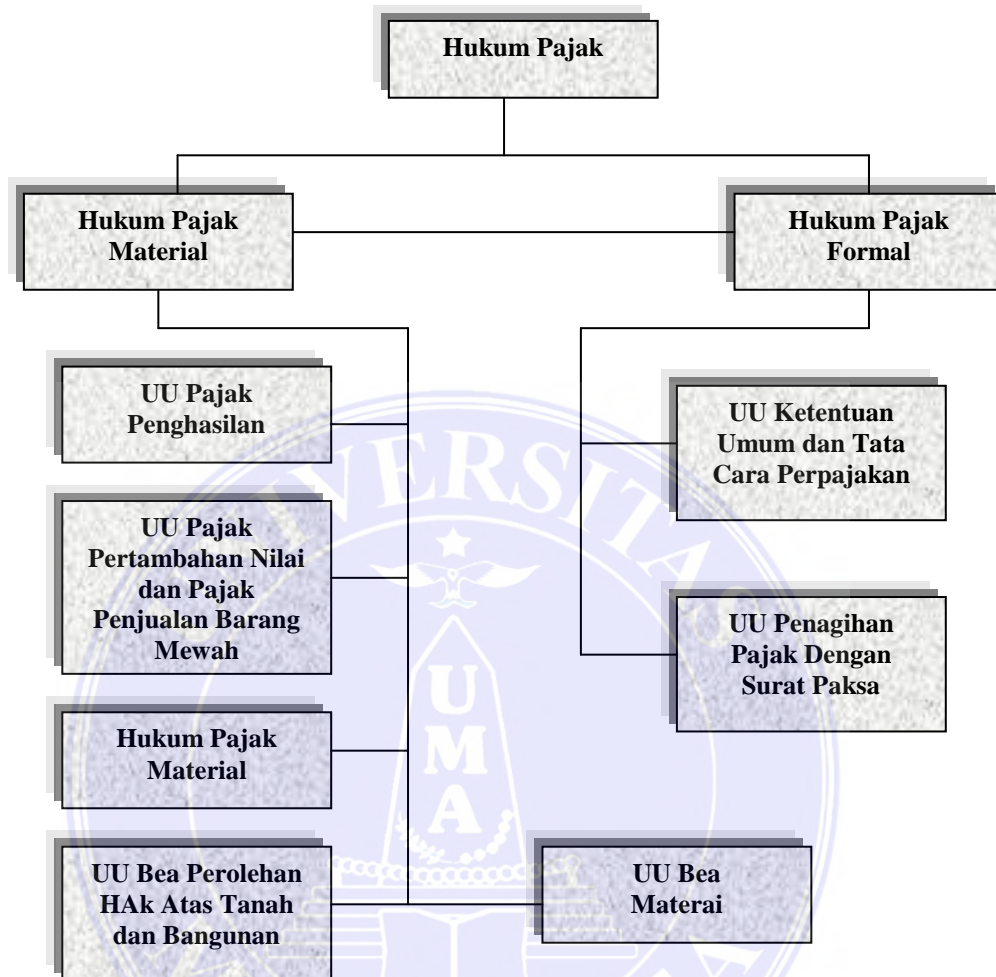 Hukum Pajak
Hukum Pajak
Material
Hukum Pajak
Formal
UU Pajak
Penghasilan
UU Pajak
Pertambahan Nilai
dan Pajak
Penjualan Barang
Mewah
Hukum Pajak
Material
UU Bea Perolehan
HAk Atas Tanah
dan Bangunan
UU Ketentuan
Umum dan Tata
Cara Perpajakan
UU Penagihan
Pajak Dengan
Surat Paksa
UU Bea
Materai
UNIVERSITAS
UMA